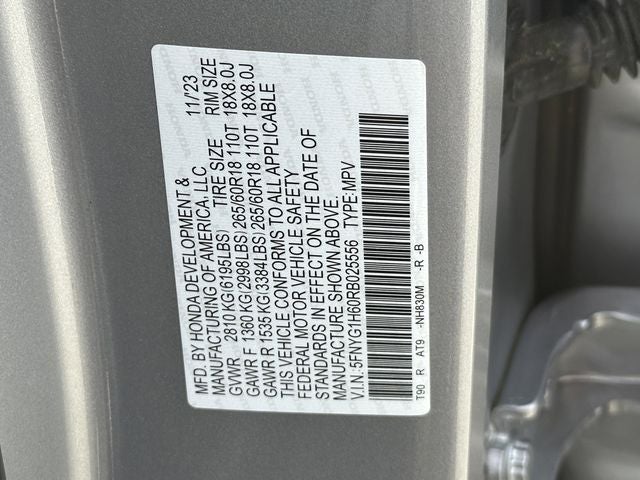 MFD. BY HONDA DEVELOPMENT & 11/'23
MANUFACTURING OF AMERICA, LLC
GVWR 2810 KG(6195LBS) TIRE SIZE RIM SIZE
GAWR F 1360 KG(2998LBS) 265/60R18 110T 18X8.0J
GAWR R 1535 KG(3384LBS) 265/60R18 110T 18X8.0J
THIS VEHICLE CONFORMS TO ALL APPLICABLE
FEDERAL MOTOR VEHICLE SAFETY
STANDARDS IN EFFECT ON THE DATE OF
MANUFACTURE SHOWN ABOVE.
V.I.N.: 5FNYG1H60RB025556 TYPE: MPV
T90 R AT9 -NH830M -R -B